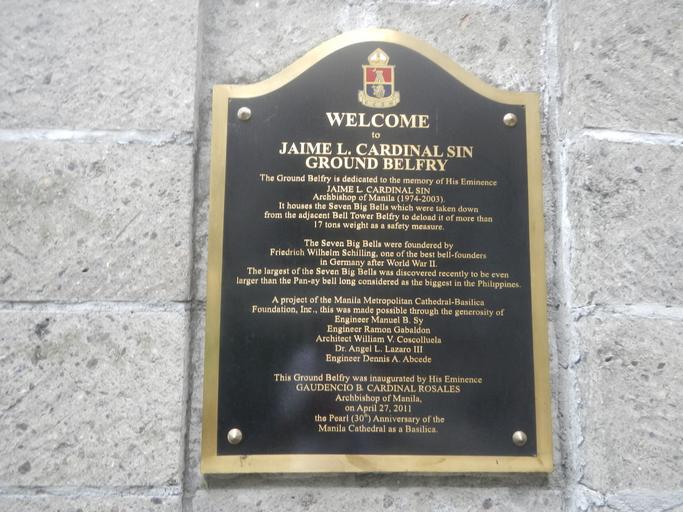 WELCOME
to
JAIME L. CARDINAL SIN
GROUND BELFRY
The Ground Belfry is dedicated to the memory of His Eminence
JAIME L. CARDINAL SIN
Archbishop of Manila (1974-2003).
It houses the Seven Big Bells which were taken down
from the adjacent Bell Tower Belfry to deload it of more than
17 tons weight as a safety measure.
The Seven Big Bells were foundered by
Friedrich Wilhelm Schilling, one of the best bell-founders
in Germany after World War II.
The largest of the Seven Big Bells was discovered recently to be even
larger than the Pan-ay bell long considered as the biggest in the Philippines.
A project of the Manila Metropolitan Cathedral-Basilica
Foundation, Inc., this was made possible through the generosity of
Engineer Manuel B. Sy
Engineer Ramon Gabaldon
Architect William V. Coscolluela
Dr. Angel L. Lazaro III
Engineer Dennis A. Abcede
This Ground Belfry was inaugurated by His Eminence
GAUDENCIO B. CARDINAL ROSALES
Archbishop of Manila,
on April 27, 2011
the Pearl (30th) Anniversary of the
Manila Cathedral as a Basilica.